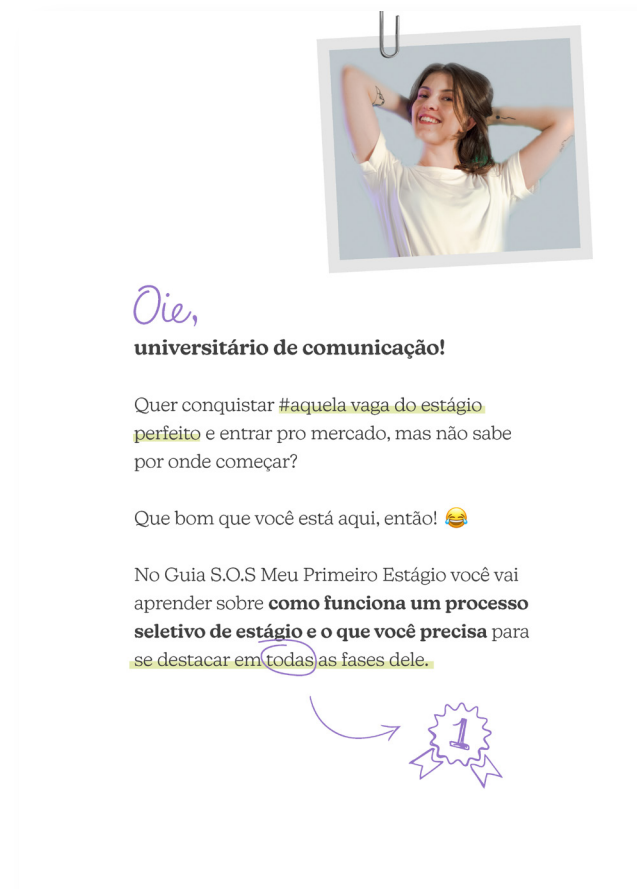 Oie,
universitário de comunicação!
Quer conquistar #aquela vaga do estágio
perfeito e entrar pro mercado, mas não sabe
por onde começar?
Que bom que você está aqui, então! 😂
No Guia S.O.S Meu Primeiro Estágio você vai
aprender sobre como funciona um processo
seletivo de estágio e o que você precisa para
se destacar em todas as fases dele.
1